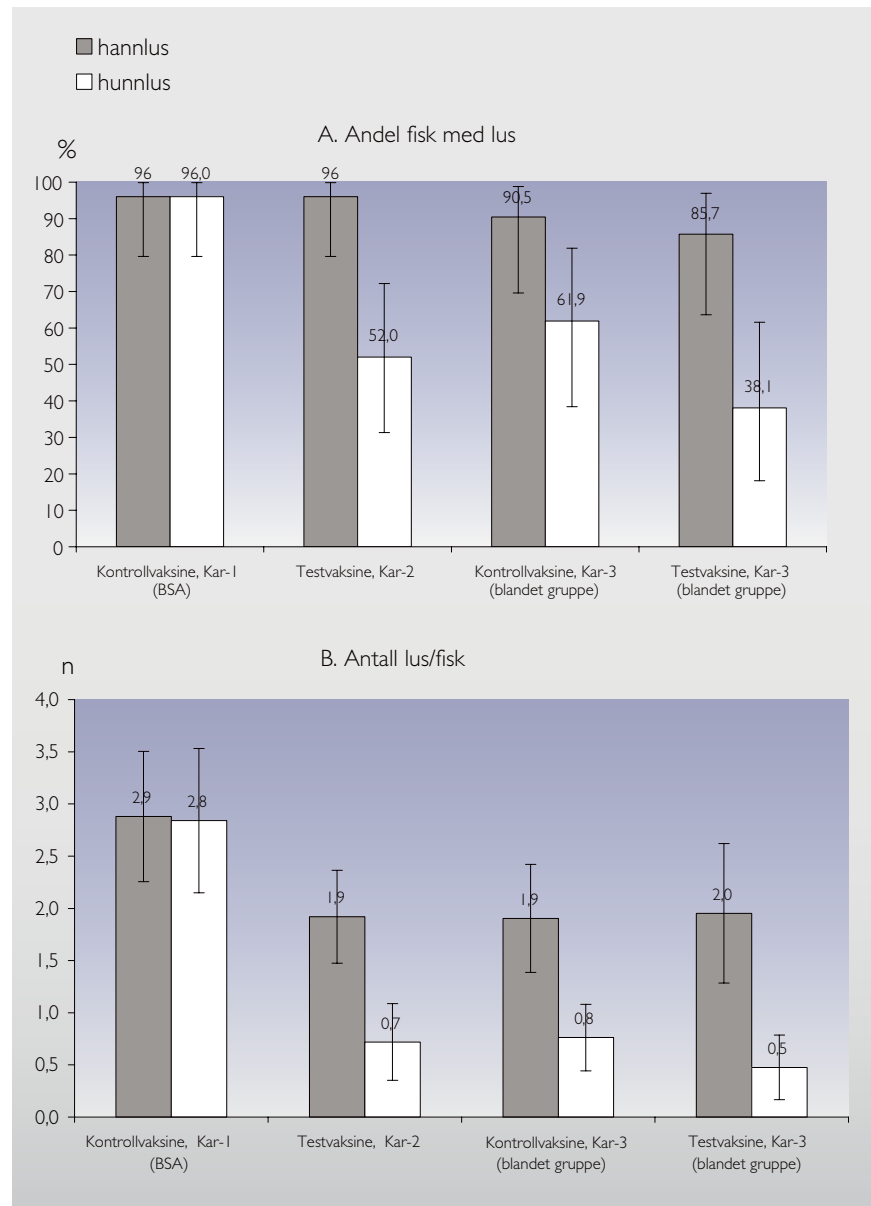 hannlus
hunnlus
A. Andel fisk med lus
%
96 96,0 96 90,5 85,7
52,0 61,9 38,1
100
90
80
70
60
50
40
30
20
10
0
Kontrollvaksine, Kar-1 Testvaksine, Kar-2 Kontrollvaksine, Kar-3 Testvaksine, Kar-3
(BSA) (blandet gruppe) (blandet gruppe)
B. Antall lus/fisk
n
4,0
3,5
3,0
2,5
2,0
1,5
1,0
0,5
0,0
2,9 2,8 1,9 0,7 1,9 0,8 2,0 0,5
Kontrollvaksine, Kar-1 Testvaksine, Kar-2 Kontrollvaksine, Kar-3 Testvaksine, Kar-3
(BSA) (blandet gruppe) (blandet gruppe)